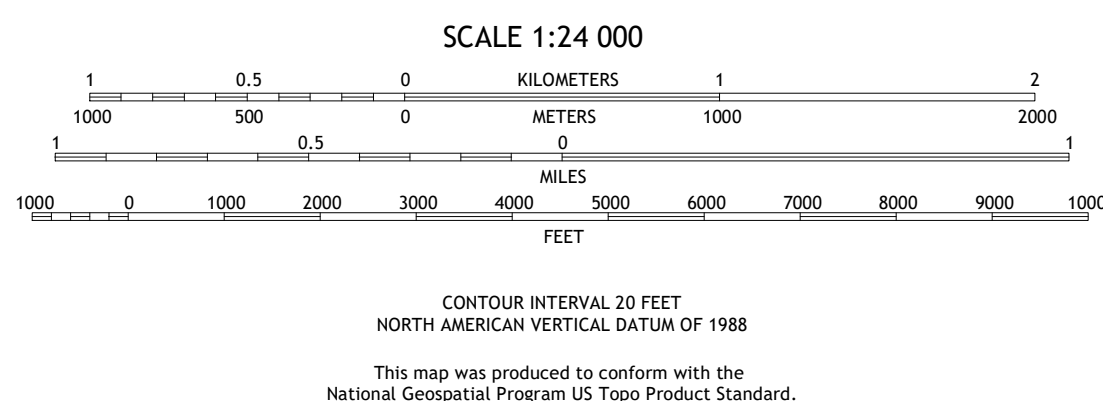 SCALE 1:24 000
1 0.5 0 KILOMETERS 1 2
1000 500 0 METERS 1000 2000
1 0.5 0 1
MILES
1000 0 1000 2000 3000 4000 5000 6000 7000 8000 9000 1000
FEET
CONTOUR INTERVAL 20 FEET
NORTH AMERICAN VERTICAL DATUM OF 1988
This map was produced to conform with the
National Geospatial Program US Topo Product Standard.